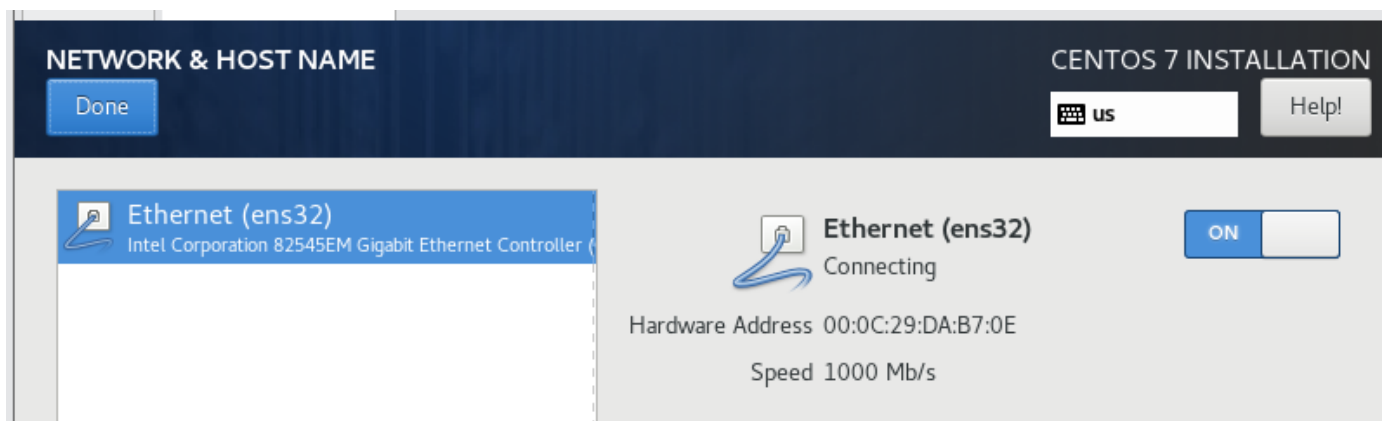 NETWORK & HOST NAME
CENTOS 7 INSTALLATION
Done
us
Help!
Ethernet (ens32)
Intel Corporation 82545EM Gigabit Ethernet Controller (
Ethernet (ens32)
Connecting
ON
Hardware Address 00:0C:29:DA:B7:0E
Speed 1000 Mb/s